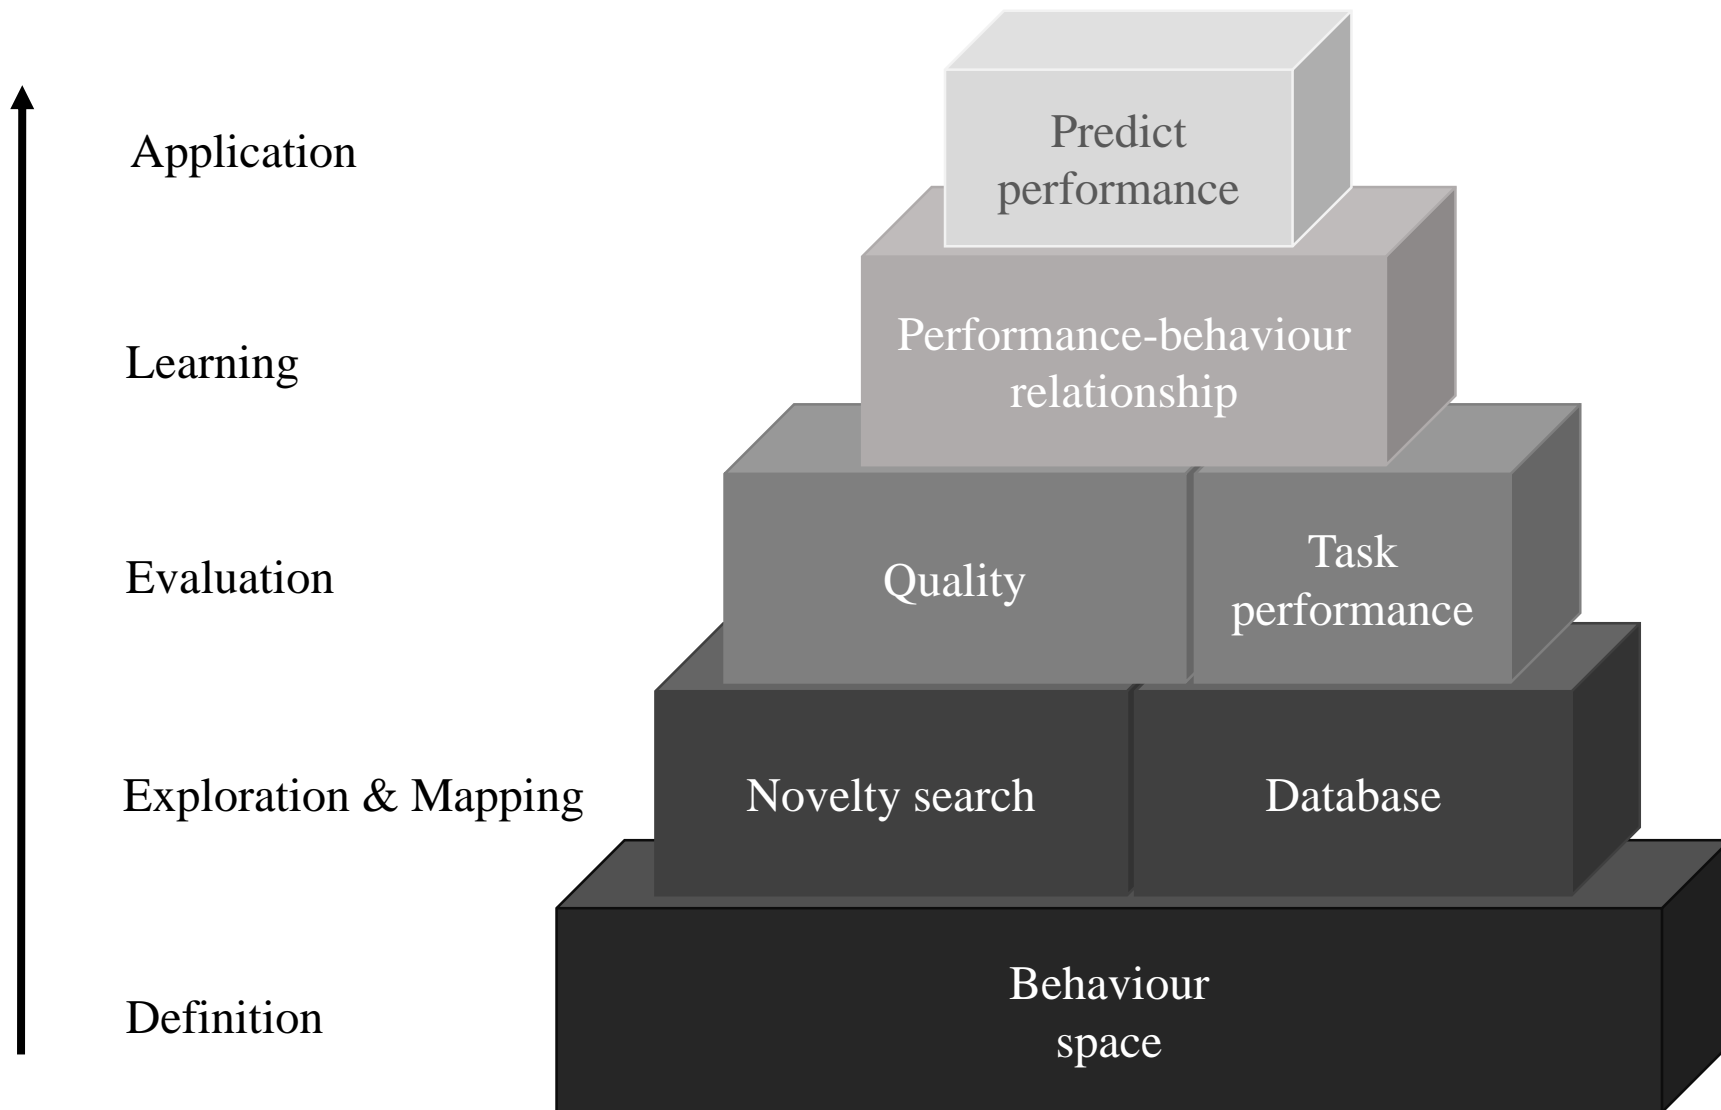 Application
Predict
performance
Learning
Performance-behaviour
relationship
Evaluation
Quality
Task
performance
Exploration & Mapping
Novelty search
Database
Definition
Behaviour
space